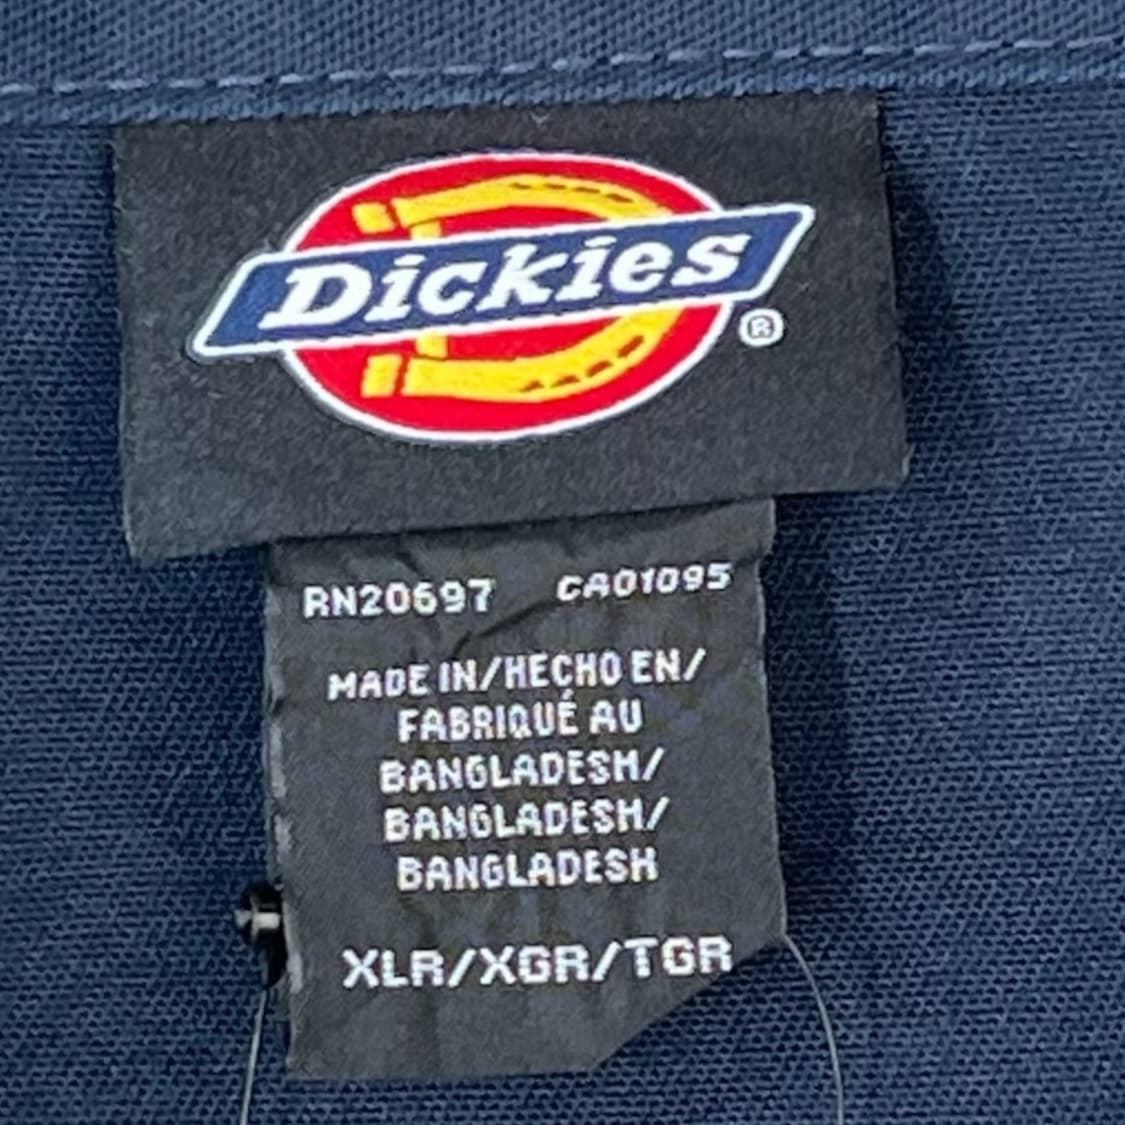 Dickies
®
RN20697 CA01095
MADE IN/HECHO EN/
FABRIQUÉ AU
BANGLADESH/
BANGLADESH/
BANGLADESH
XLR/XGR/TGR